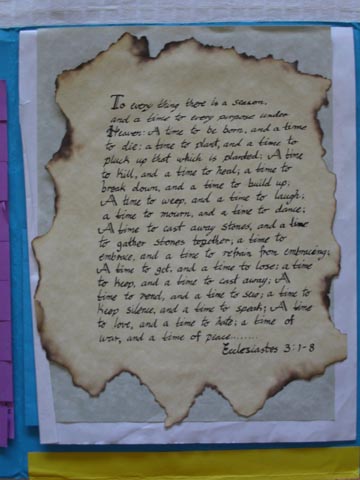 To every thing there is a season,
and a time to every purpose under
Heaven: A time to be born, and a time
to die: a time to plant, and a time to
pluck up that which is planted; A time
to kill, and a time to heal; a time to
break down, and a time to build up;
A time to weep, and a time to laugh;
a time to mourn, and a time to dance;
A time to cast away stones, and a time
to gather stones together; a time to
embrace, and a time to refrain from embracing;
A time to get, and a time to lose; a time
to keep, and a time to cast away; A
time to rend, and a time to sew; a time to
keep silence, and a time to speak; A time
to love, and a time to hate; a time of
war, and a time of peace........
Ecclesiastes 3:1-8